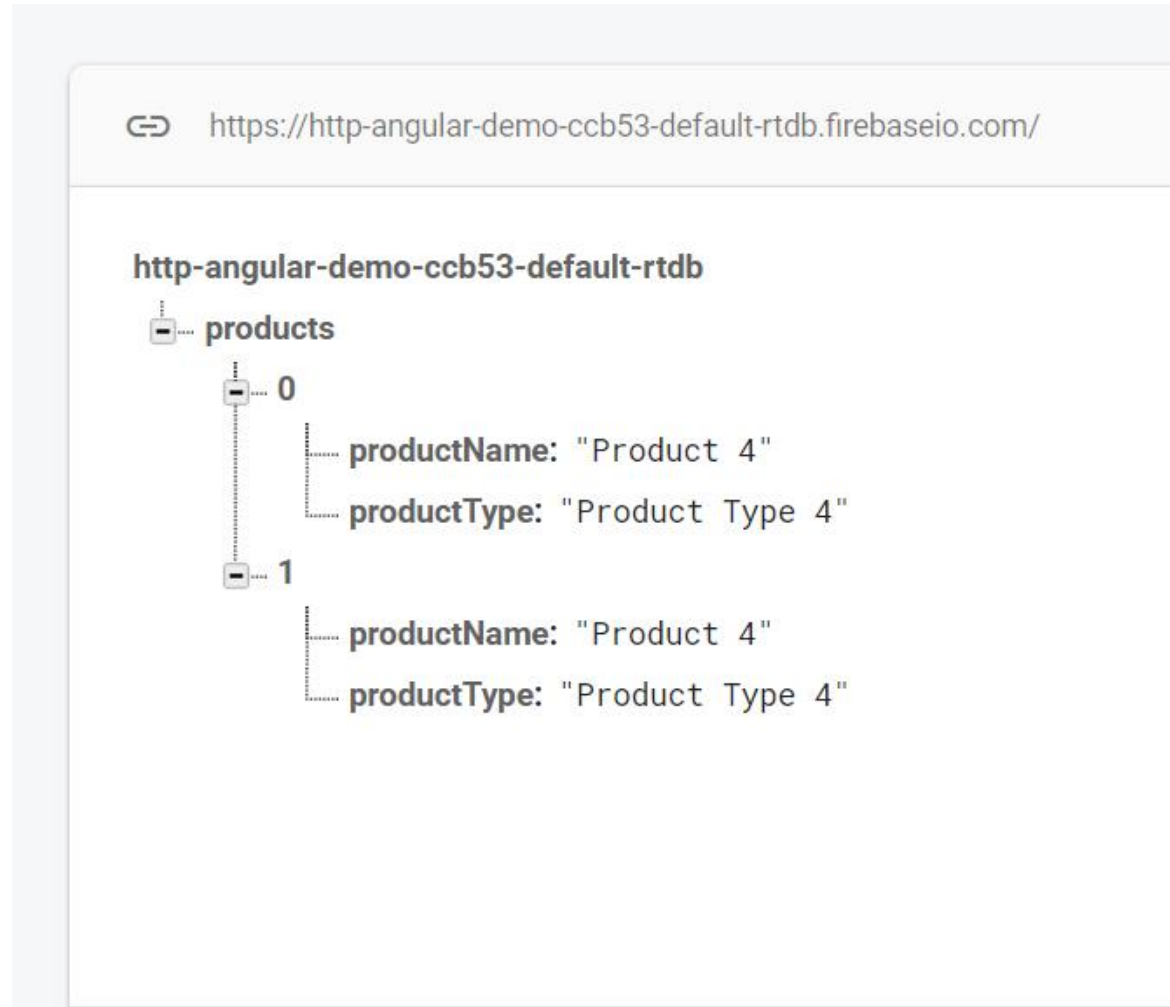 https://http-angular-demo-ccb53-default-rtdb.firebaseio.com/
http-angular-demo-ccb53-default-rtdb
products
0
productName: "Product 4"
productType: "Product Type 4"
1
productName: "Product 4"
productType: "Product Type 4"